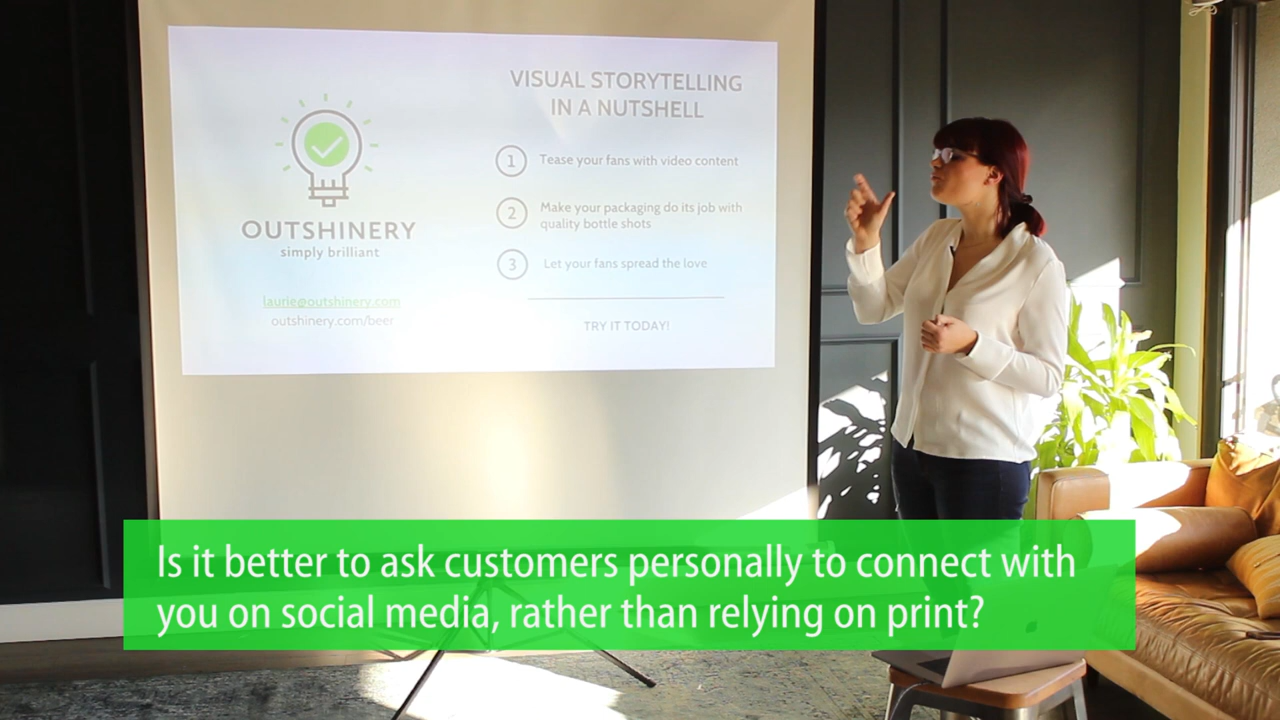 OUTSHINERY
simply brilliant
laurie@outshinery.com
outshinery.com/beer
VISUAL STORYTELLING
IN A NUTSHELL
1 Tease your fans with video content
2 Make your packaging do its job with
quality bottle shots
3 Let your fans spread the love
TRY IT TODAY!
Is it better to ask customers personally to connect with
you on social media, rather than relying on print?